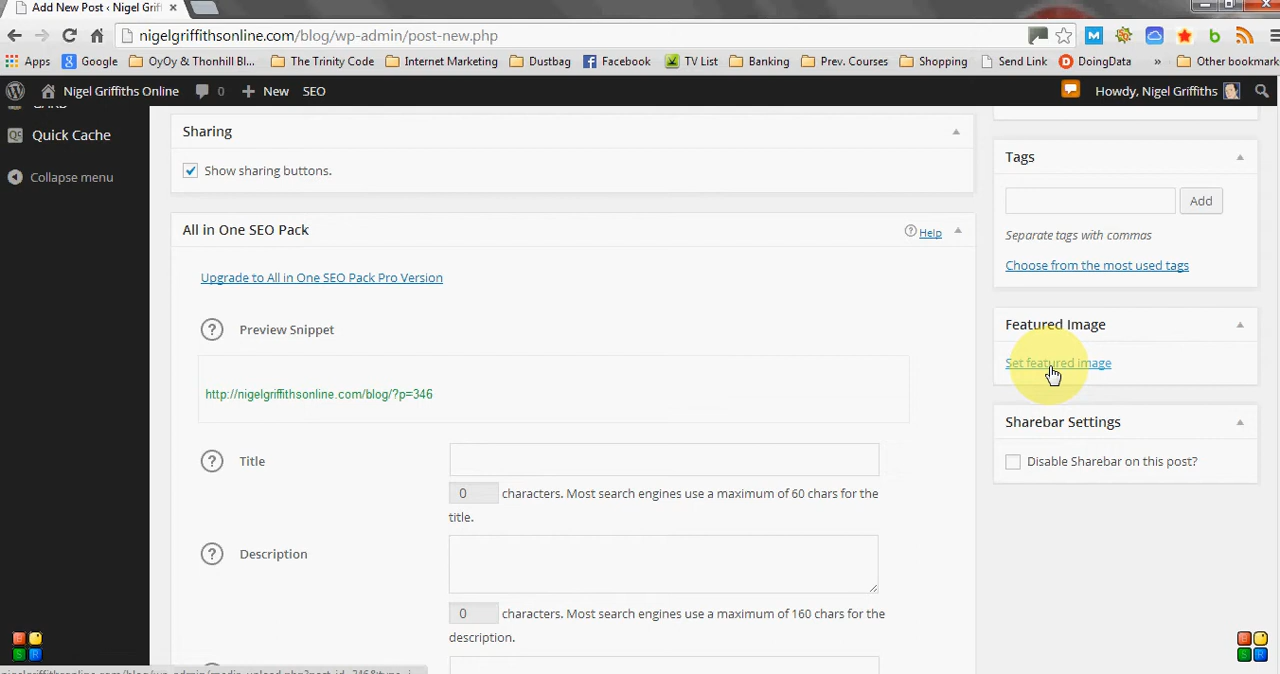 Add New Post ‹ Nigel Grif
nigelgriffithsonline.com/blog/wp-admin/post-new.php
Apps Google OyOy & Thonhill Bl... The Trinity Code Internet Marketing Dustbag Facebook TV List Banking Prev. Courses Shopping Send Link DoingData » Other bookmark
Nigel Griffiths Online 0 New SEO Howdy, Nigel Griffiths
Quick Cache
Collapse menu
Sharing
Show sharing buttons.
All in One SEO Pack Help
Upgrade to All in One SEO Pack Pro Version
Preview Snippet
http://nigelgriffithsonline.com/blog/?p=346
Title
0 characters. Most search engines use a maximum of 60 chars for the
title.
Description
0 characters. Most search engines use a maximum of 160 chars for the
description.
Tags
Add
Separate tags with commas
Choose from the most used tags
Featured Image
Set featured image
Sharebar Settings
Disable Sharebar on this post?